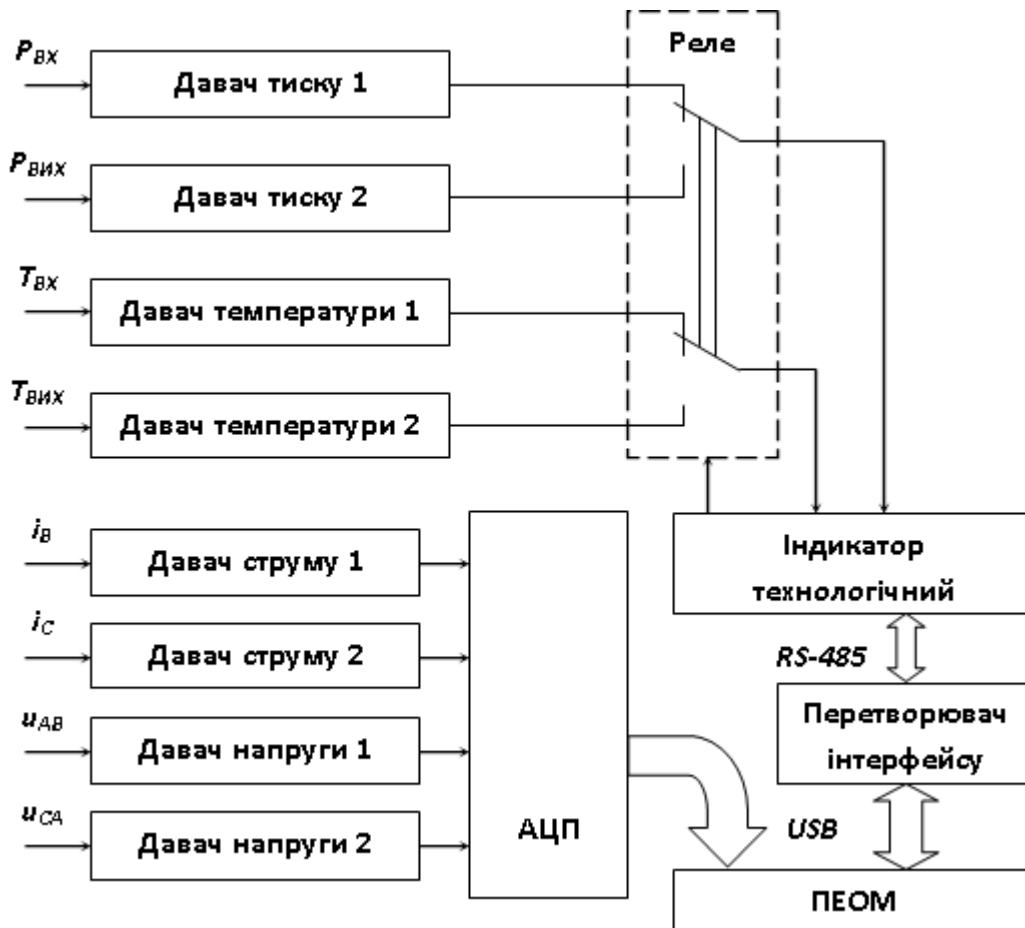 Реле
P_ВХ
Давач тиску 1
P_ВИХ
Давач тиску 2
T_ВХ
Давач температури 1
T_ВИХ
Давач температури 2
i_B
Давач струму 1
i_C
Давач струму 2
u_AB
Давач напруги 1
u_CA
Давач напруги 2
АЦП
Індикатор
технологічний
RS-485
Перетворювач
інтерфейсу
USB
ПЕОМ